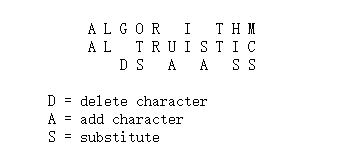 A L G O R   I   T H M
A L   T R U I S T I C
D S   A   A   S S
D = delete character
A = add character
S = substitute